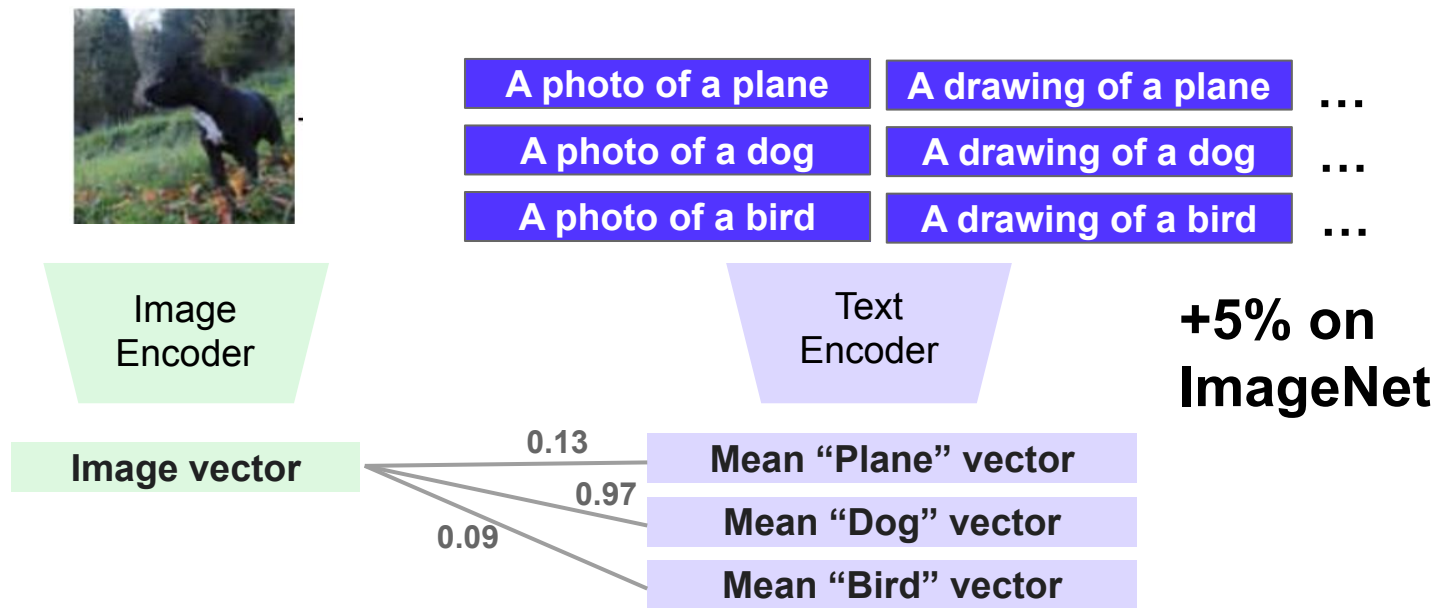 A photo of a plane
A drawing of a plane
...
A photo of a dog
A drawing of a dog
...
A photo of a bird
A drawing of a bird
...
Image
Encoder
Text
Encoder
+5% on
ImageNet
Image vector
0.13
0.97
0.09
Mean “Plane” vector
Mean “Dog” vector
Mean “Bird” vector